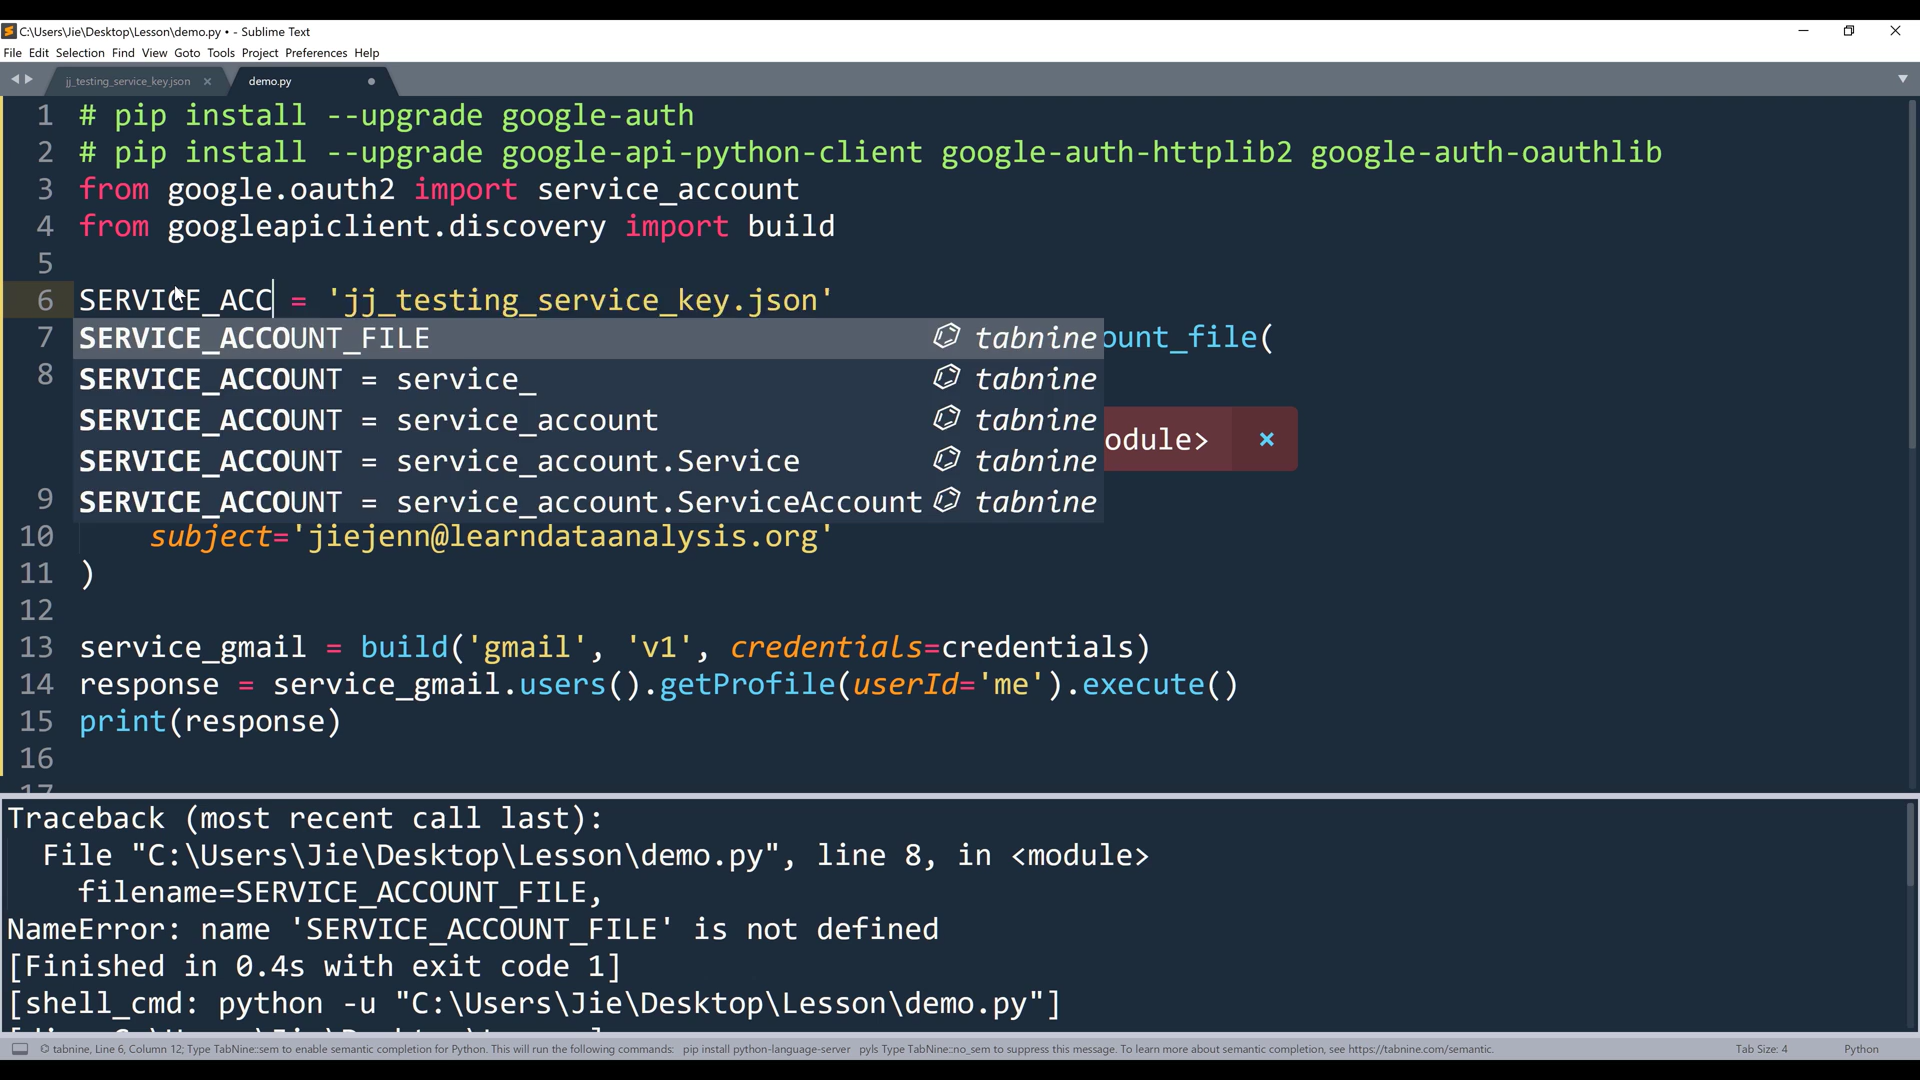 C:\Users\Jie\Desktop\Lesson\demo.py • - Sublime Text
File Edit Selection Find View Goto Tools Project Preferences Help
jj_testing_service_key.json × demo.py
1 # pip install --upgrade google-auth
2 # pip install --upgrade google-api-python-client google-auth-httplib2 google-auth-oauthlib
3 from google.oauth2 import service_account
4 from googleapiclient.discovery import build
5
6 SERVICE_ACC = 'jj_testing_service_key.json'
7 ount_file(
SERVICE_ACCOUNT_FILE tabnine
8
SERVICE_ACCOUNT = service_ tabnine
SERVICE_ACCOUNT = service_account tabnine
odule> ×
SERVICE_ACCOUNT = service_account.Service tabnine
9
SERVICE_ACCOUNT = service_account.ServiceAccount tabnine
10 subject='jiejenn@learndataanalysis.org'
11 )
12
13 service_gmail = build('gmail', 'v1', credentials=credentials)
14 response = service_gmail.users().getProfile(userId='me').execute()
15 print(response)
16
17
Traceback (most recent call last):
File "C:\Users\Jie\Desktop\Lesson\demo.py", line 8, in <module>
filename=SERVICE_ACCOUNT_FILE,
NameError: name 'SERVICE_ACCOUNT_FILE' is not defined
[Finished in 0.4s with exit code 1]
[shell_cmd: python -u "C:\Users\Jie\Desktop\Lesson\demo.py"]
tabnine, Line 6, Column 12; Type TabNine::sem to enable semantic completion for Python. This will run the following commands: pip install python-language-server pyls Type TabNine::no_sem to suppress this message. To learn more about semantic completion, see https://tabnine.com/semantic. Tab Size: 4 Python